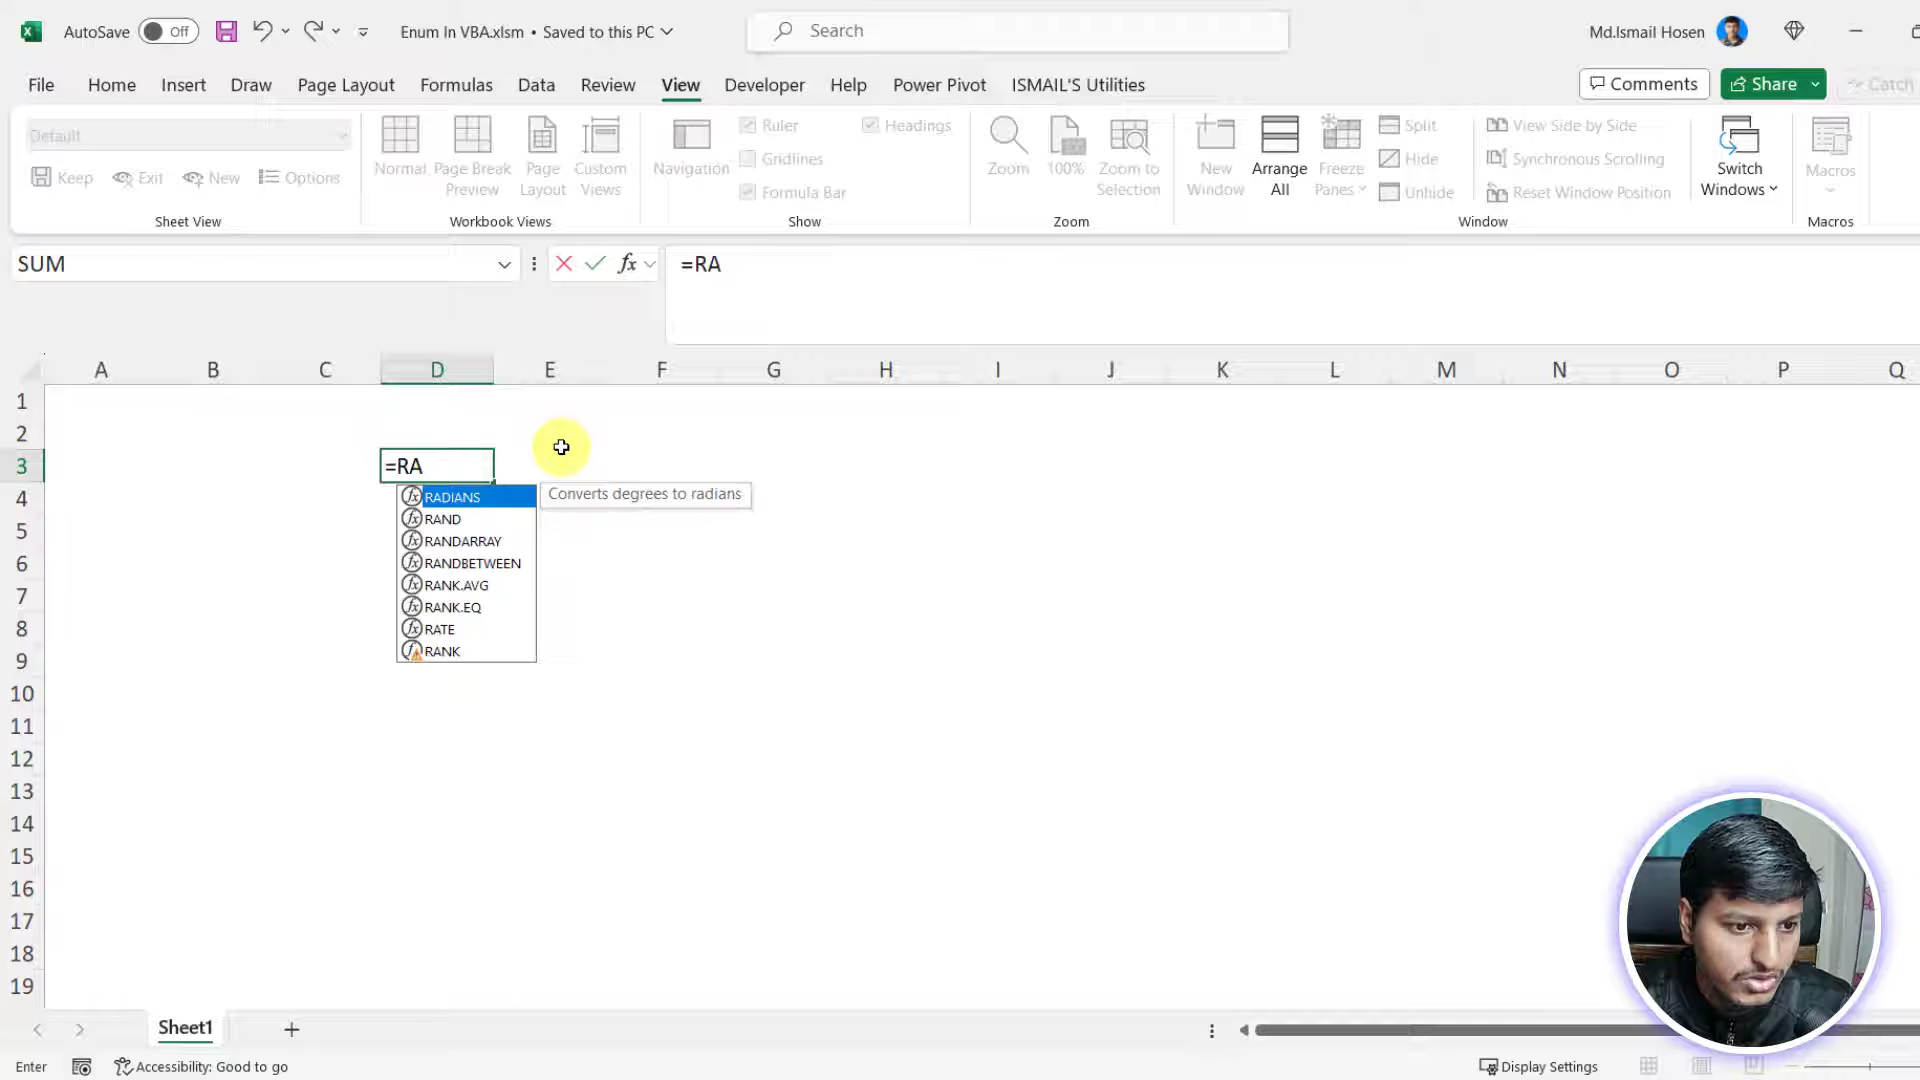 AutoSave Off Enum In VBA.xlsm • Saved to this PC Search Md.Ismail Hosen
File Home Insert Draw Page Layout Formulas Data Review View Developer Help Power Pivot ISMAIL'S Utilities Comments Share Catch
Default
Keep Exit New Options
Sheet View
Normal Page Break Preview Page Layout Custom Views
Workbook Views
Navigation
Ruler Headings
Gridlines
Formula Bar
Show
Zoom 100% Zoom to Selection
Zoom
New Window Arrange All Freeze Panes
Split
Hide
Unhide
View Side by Side
Synchronous Scrolling
Reset Window Position
Switch Windows
Window
Macros
Macros
SUM fx =RA
A B C D E F G H I J K L M N O P Q
1
2
3 =RA
4
5
6
7
8
9
10
11
12
13
14
15
16
17
18
19
RADIANS Converts degrees to radians
RAND
RANDARRAY
RANDBETWEEN
RANK.AVG
RANK.EQ
RATE
RANK
Sheet1
Enter Accessibility: Good to go Display Settings